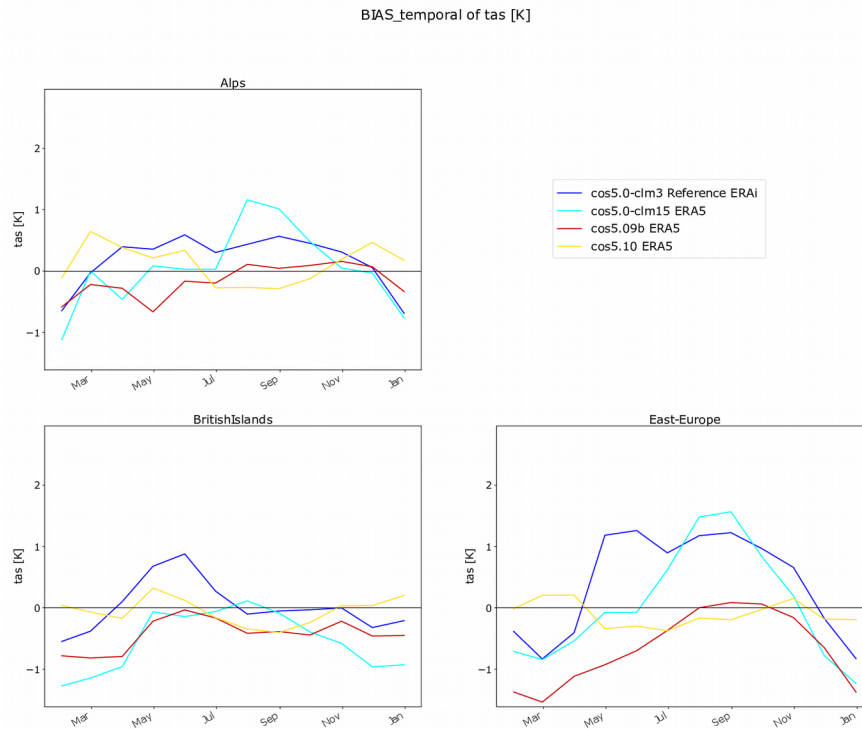 BIAS_temporal of tas [K]
Alps
2
1
0
−1
tas [K]
Mar
May
Jul
Sep
Nov
Jan
cos5.0-clm3 Reference ERAi
cos5.0-clm15 ERA5
cos5.09b ERA5
cos5.10 ERA5
BritishIslands
2
1
0
−1
tas [K]
Mar
May
Jul
Sep
Nov
Jan
East-Europe
2
1
0
−1
tas [K]
Mar
May
Jul
Sep
Nov
Jan